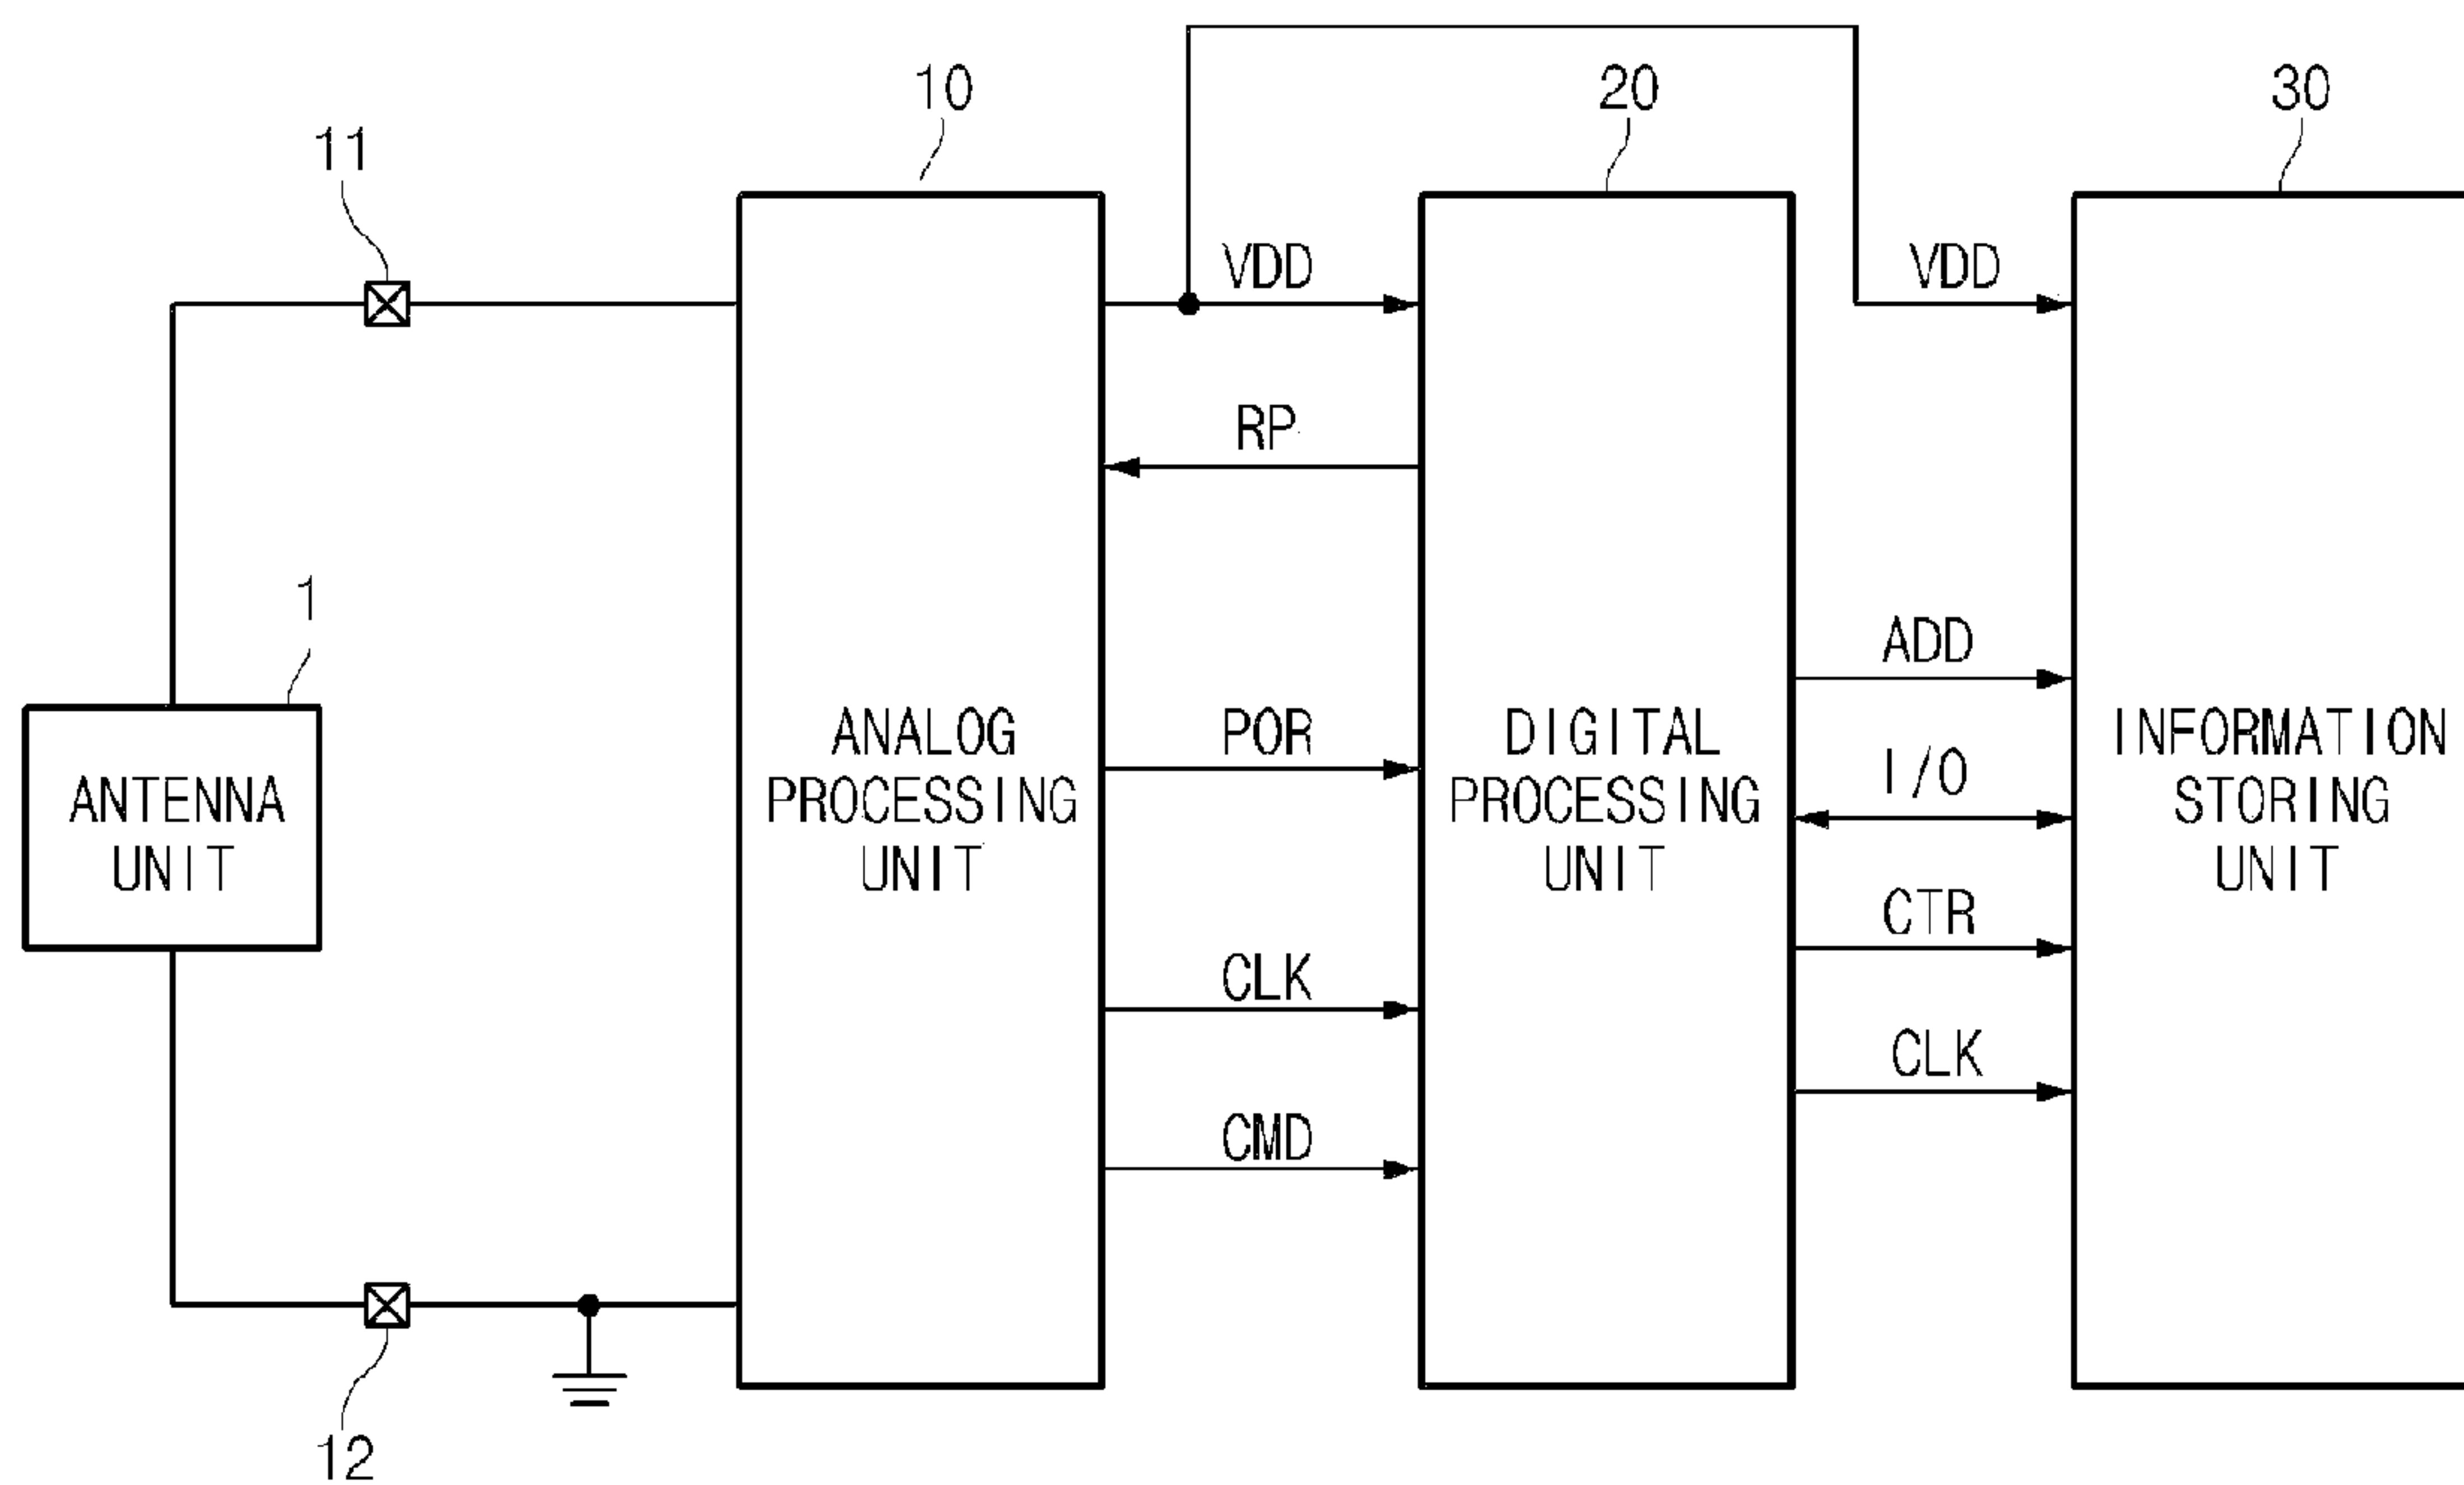 10
20
30
11
VDD
VDD
RP
1
ADD
ANTENNA
UNIT
ANALOG
PROCESSING
UNIT
POR
DIGITAL
PROCESSING
UNIT
I/O
INFORMATION
STORING
UNIT
CTR
CLK
CLK
CMD
12